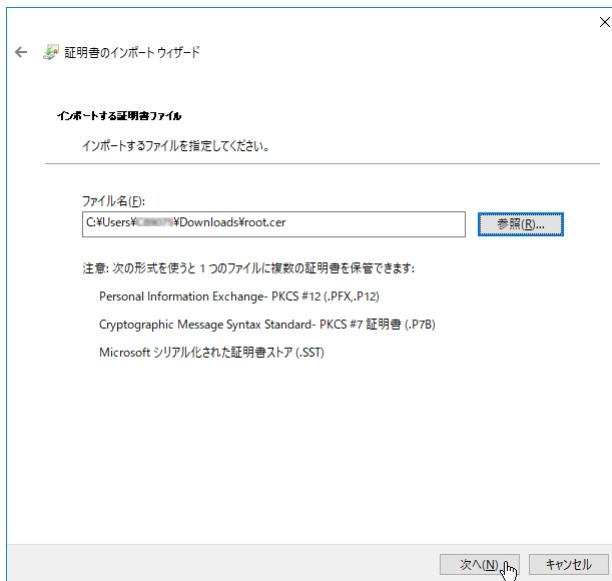 証明書のインポート ウィザード
インポートする証明書ファイル
インポートするファイルを指定してください。
ファイル名(F):
C:¥Users¥ ¥Downloads¥root.cer
参照(R)...
注意: 次の形式を使うと 1 つのファイルに複数の証明書を保管できます:
Personal Information Exchange- PKCS #12 (.PFX,.P12)
Cryptographic Message Syntax Standard- PKCS #7 証明書 (.P7B)
Microsoft シリアル化された証明書ストア (.SST)
次へ(N)
キャンセル